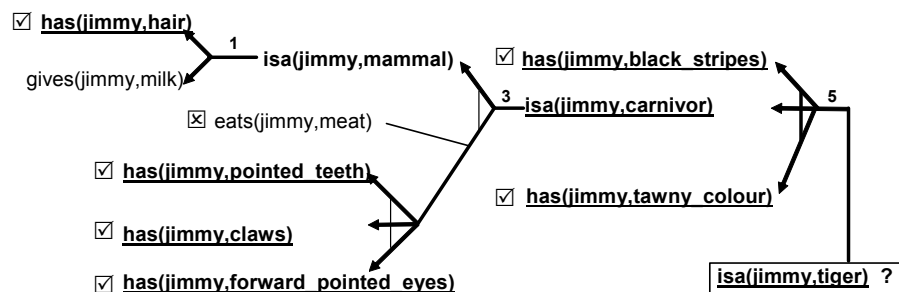 ☑ has(jimmy,hair)
1
isa(jimmy,mammal)
gives(jimmy,milk)
☑ has(jimmy,black_stripes)
3
5
isa(jimmy,carnivor)
☒ eats(jimmy,meat)
☑ has(jimmy,pointed_teeth)
☑ has(jimmy,tawny_colour)
☑ has(jimmy,claws)
☑ has(jimmy,forward_pointed_eyes)
isa(jimmy,tiger) ?